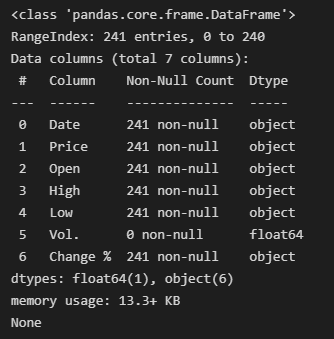 <class 'pandas.core.frame.DataFrame'>
RangeIndex: 241 entries, 0 to 240
Data columns (total 7 columns):
 #   Column    Non-Null Count  Dtype
---  ------    --------------  -----
 0   Date      241 non-null    object
 1   Price     241 non-null    object
 2   Open      241 non-null    object
 3   High      241 non-null    object
 4   Low       241 non-null    object
 5   Vol.      0 non-null      float64
 6   Change %  241 non-null    object
dtypes: float64(1), object(6)
memory usage: 13.3+ KB
None